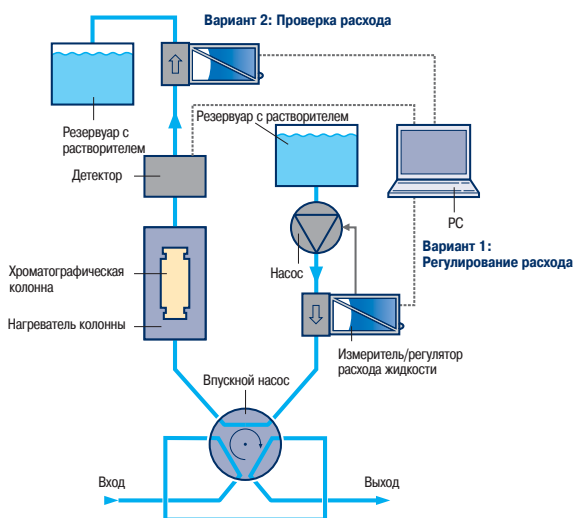 Вариант 2: Проверка расхода
Резервуар с
растворителем
Резервуар с растворителем
Детектор
PC
Вариант 1:
Регулирование расхода
Насос
Хроматографическая
колонна
Нагреватель колонны
Измеритель/регулятор
расхода жидкости
Впускной насос
Вход
Выход